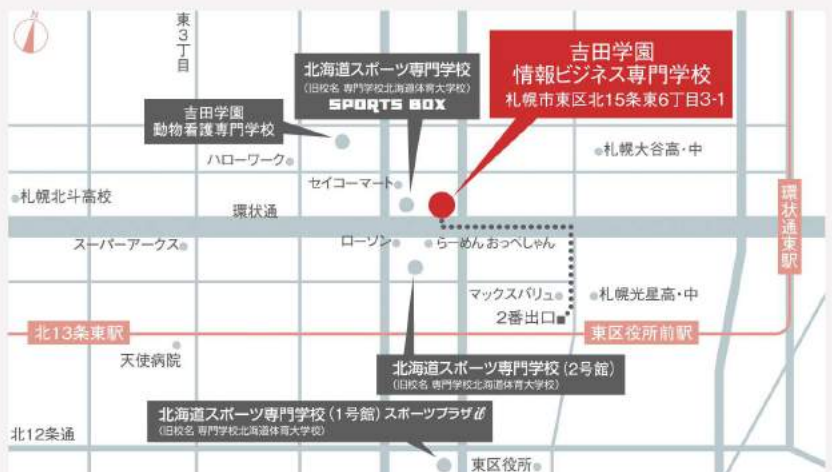 N
東3丁目
北海道スポーツ専門学校
(旧校名 専門学校北海道体育大学校)
SPORTS BOX
吉田学園
情報ビジネス専門学校
札幌市東区北15条東6丁目3-1
吉田学園
動物看護専門学校
ハローワーク
札幌大谷高・中
セイコーマート
札幌北斗高校
環状通
環状通東駅
スーパーアークス
ローソン
らーめんおっぺしゃん
マックスバリュ
札幌光星高・中
2番出口
北13条東駅
東区役所前駅
天使病院
北海道スポーツ専門学校(2号館)
(旧校名 専門学校北海道体育大学校)
北海道スポーツ専門学校(1号館)スポーツプラザ
(旧校名 専門学校北海道体育大学校)
北12条通
東区役所